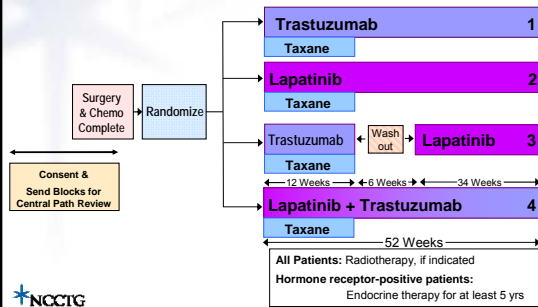 Trastuzumab 1
Taxane
Lapatinib 2
Taxane
Surgery
& Chemo
Complete
Randomize
Trastuzumab
Taxane
Wash
out
Lapatinib 3
Consent &
Send Blocks for
Central Path Review
12 Weeks
6 Weeks
34 Weeks
Lapatinib + Trastuzumab 4
Taxane
52 Weeks
All Patients: Radiotherapy, if indicated
Hormone receptor-positive patients:
Endocrine therapy for at least 5 yrs
NCCTG